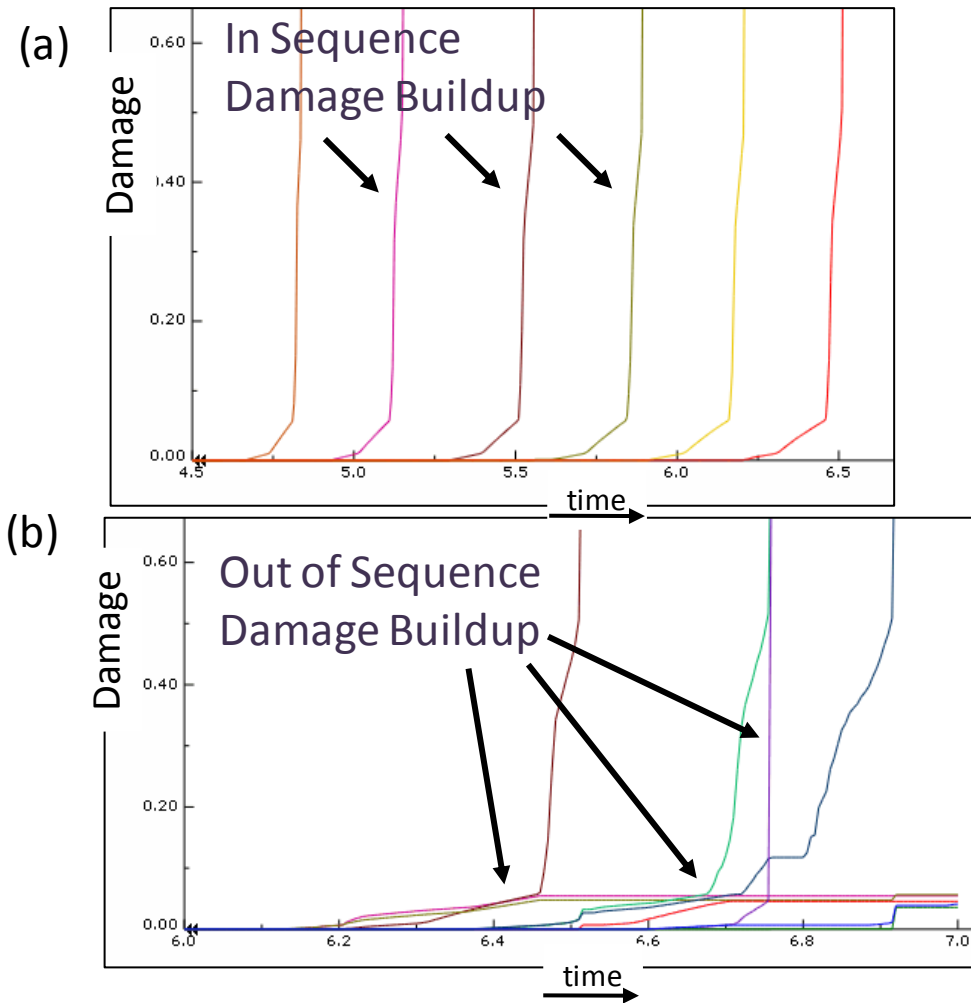 (a)
In Sequence
Damage Buildup
Damage
0.60
0.40
0.20
0.00
4.5 5.0 5.5 6.0 6.5
time
(b)
Out of Sequence
Damage Buildup
Damage
0.60
0.40
0.20
0.00
6.0 6.2 6.4 6.6 6.8 7.0
time